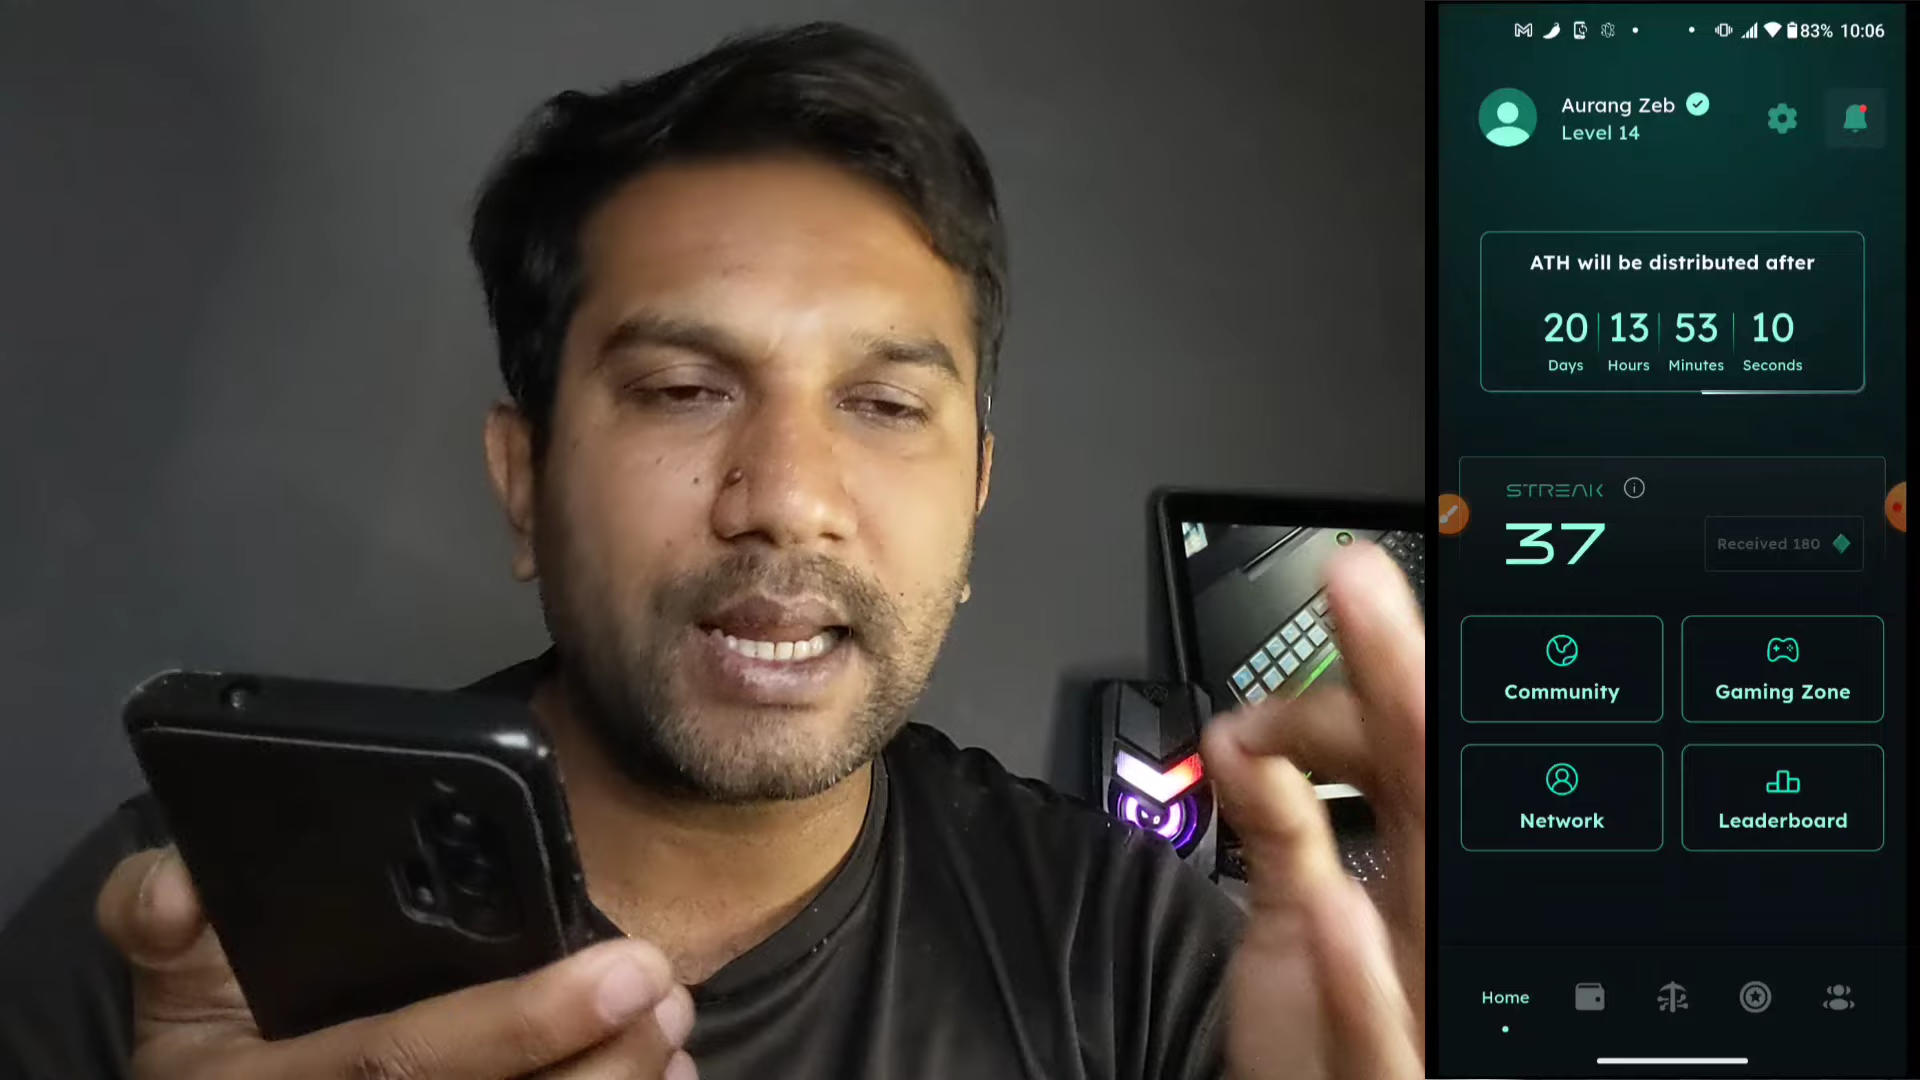 83% 10:06
Aurang Zeb
Level 14
ATH will be distributed after
20 13 53 10
Days Hours Minutes Seconds
STREAK
37
Received 180
Community
Gaming Zone
Network
Leaderboard
Home